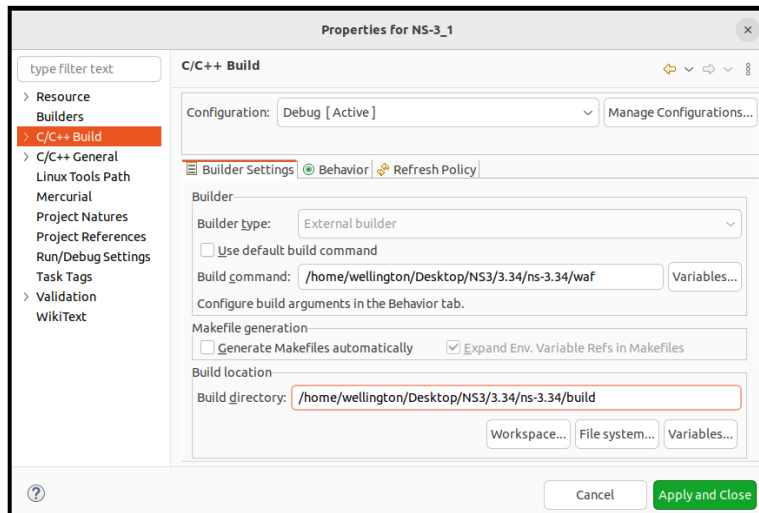 Properties for NS-3_1
type filter text
Resource
Builders
C/C++ Build
C/C++ General
Linux Tools Path
Mercurial
Project Natures
Project References
Run/Debug Settings
Task Tags
Validation
WikiText
C/C++ Build
Configuration: Debug [ Active ] Manage Configurations...
Builder Settings Behavior Refresh Policy
Builder
Builder type: External builder
Use default build command
Build command: /home/wellington/Desktop/NS3/3.34/ns-3.34/waf Variables...
Configure build arguments in the Behavior tab.
Makefile generation
Generate Makefiles automatically Expand Env. Variable Refs in Makefiles
Build location
Build directory: /home/wellington/Desktop/NS3/3.34/ns-3.34/build
Workspace... File system... Variables...
? Cancel Apply and Close